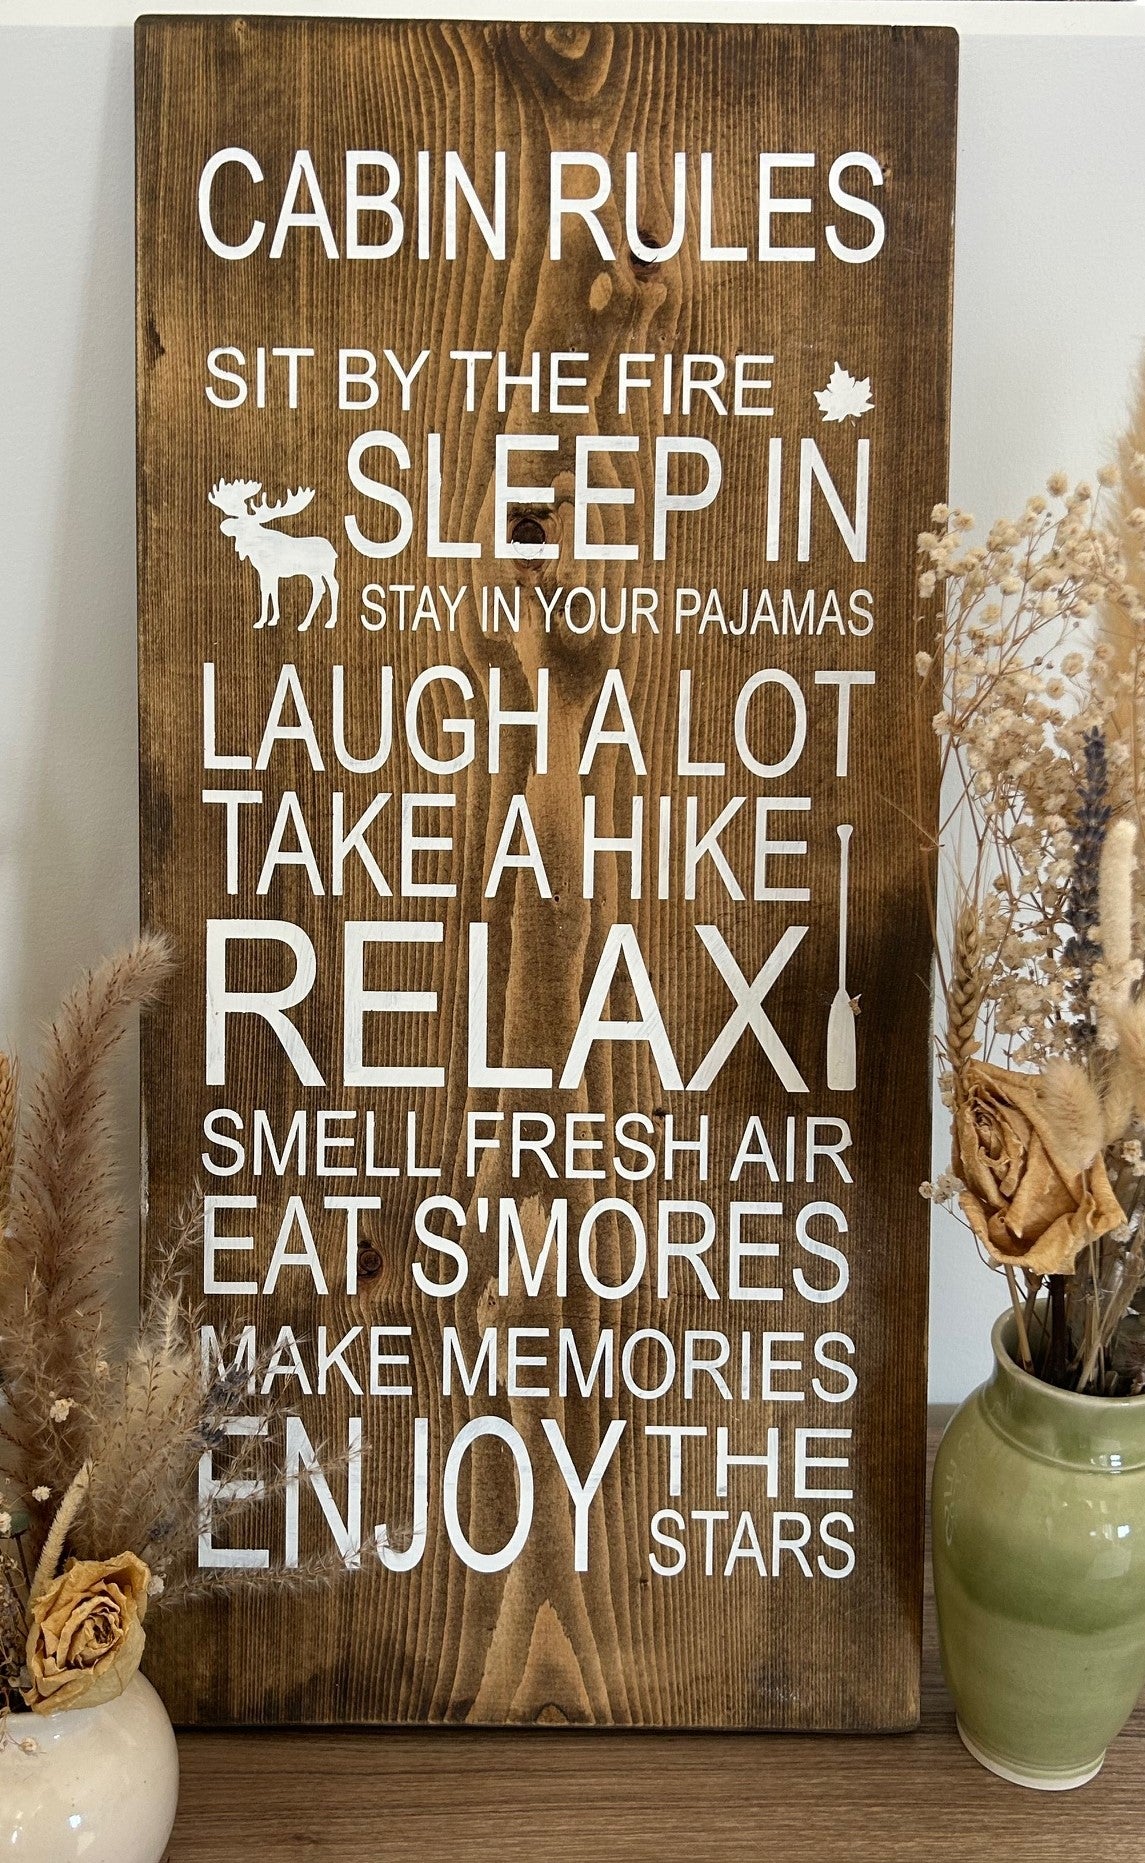 CABIN RULES
SIT BY THE FIRE
SLEEP IN
STAY IN YOUR PAJAMAS
LAUGH A LOT
TAKE A HIKE
RELAX
SMELL FRESH AIR
EAT S'MORES
MAKE MEMORIES
ENJOY THE
STARS